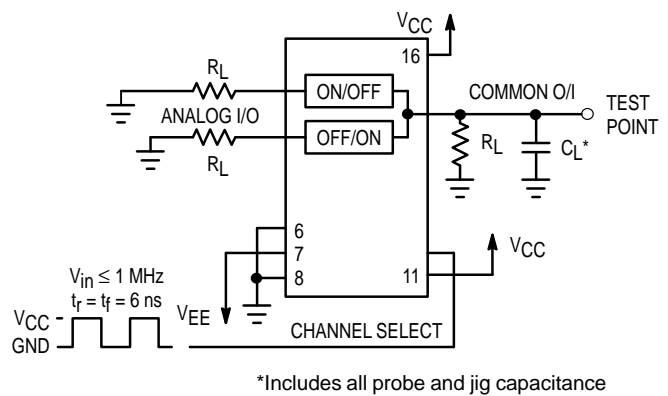 VCC
16
RL
ON/OFF
COMMON O/I
TEST
POINT
ANALOG I/O
OFF/ON
RL
RL
CL*
6
7
8
11
VCC
Vin ≤ 1 MHz
tr = tf = 6 ns
VEE
VCC
GND
CHANNEL SELECT
*Includes all probe and jig capacitance